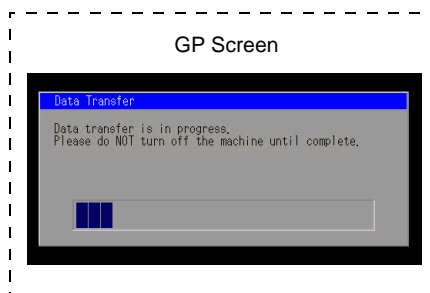 GP Screen
Data Transfer
Data transfer is in progress.
Please do NOT turn off the machine until complete.